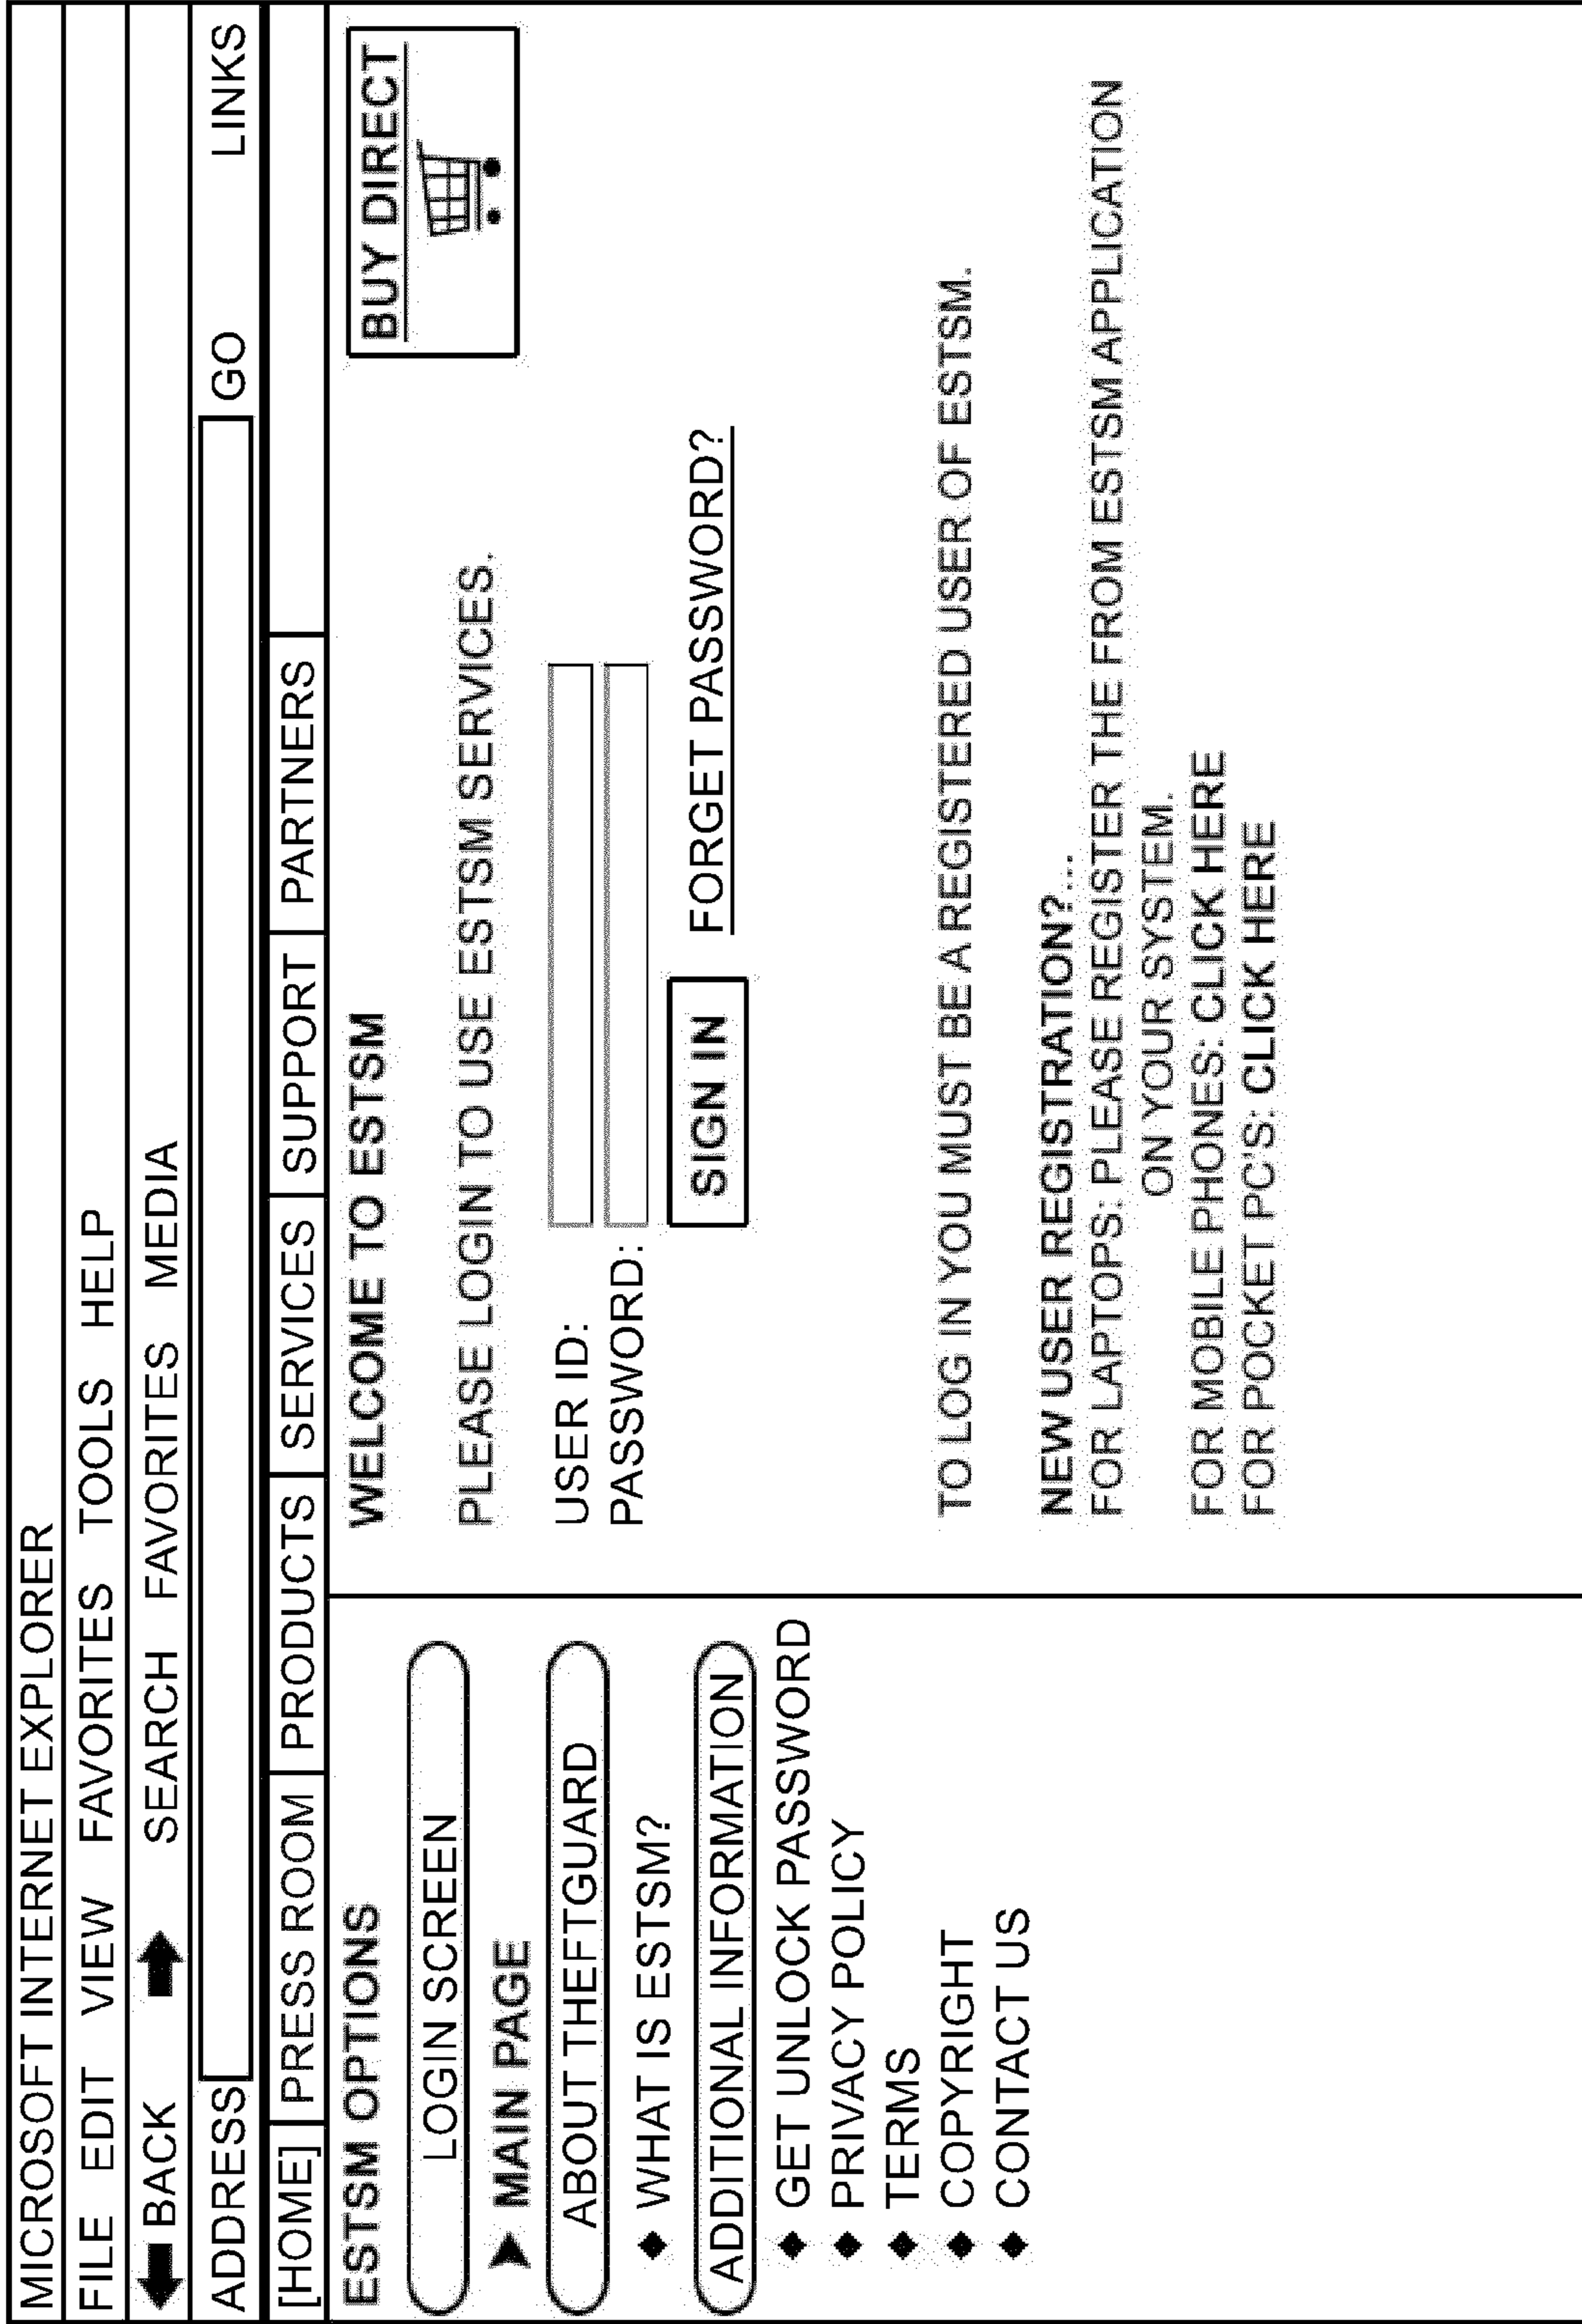 MICROSOFT INTERNET EXPLORER
FILE EDIT VIEW FAVORITES TOOLS HELP
BACK SEARCH FAVORITES MEDIA
ADDRESS GO LINKS
[HOME] PRESS ROOM PRODUCTS SERVICES SUPPORT PARTNERS
ESTSM OPTIONS
LOGIN SCREEN
MAIN PAGE
ABOUT THEFTGUARD
WHAT IS ESTSM?
ADDITIONAL INFORMATION
GET UNLOCK PASSWORD
PRIVACY POLICY
TERMS
COPYRIGHT
CONTACT US
WELCOME TO ESTSM
BUY DIRECT
PLEASE LOGIN TO USE ESTSM SERVICES.
USER ID:
PASSWORD:
SIGN IN FORGET PASSWORD?
TO LOG IN YOU MUST BE A REGISTERED USER OF ESTSM.
NEW USER REGISTRATION?...
FOR LAPTOPS: PLEASE REGISTER THE FROM ESTSM APPLICATION
ON YOUR SYSTEM.
FOR MOBILE PHONES: CLICK HERE
FOR POCKET PC'S: CLICK HERE